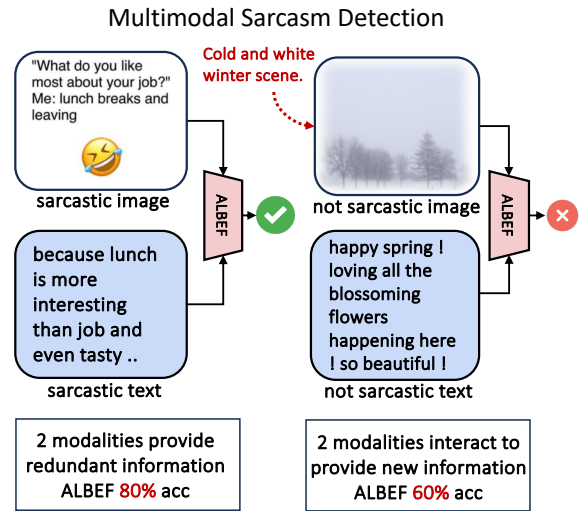 Multimodal Sarcasm Detection
"What do you like
most about your job?"
Me: lunch breaks and
leaving
sarcastic image
because lunch
is more
interesting
than job and
even tasty ..
sarcastic text
ALBEF
2 modalities provide
redundant information
ALBEF 80% acc
Cold and white
winter scene.
not sarcastic image
happy spring !
loving all the
blossoming
flowers
happening here
! so beautiful !
not sarcastic text
ALBEF
2 modalities interact to
provide new information
ALBEF 60% acc